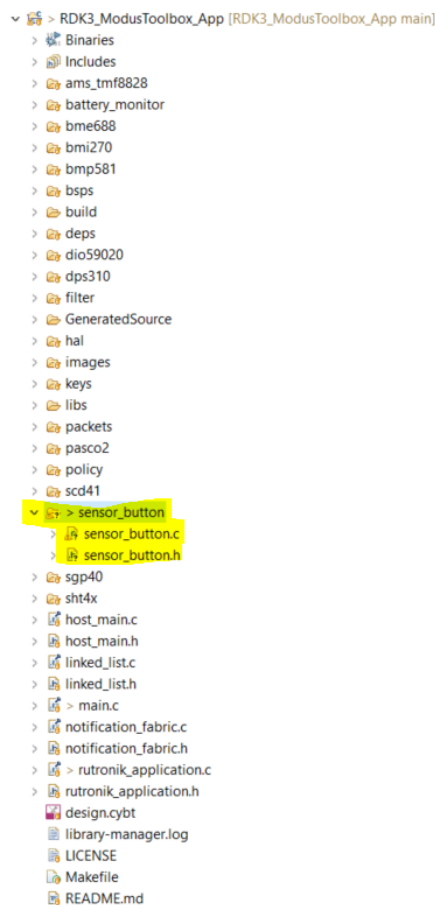 > RDK3_ModusToolbox_App [RDK3_ModusToolbox_App main]
Binaries
Includes
ams_tmf8828
battery_monitor
bme688
bmi270
bmp581
bsps
build
deps
dio59020
dps310
filter
GeneratedSource
hal
images
keys
libs
packets
pasco2
policy
scd41
> sensor_button
sensor_button.c
sensor_button.h
sgp40
sht4x
host_main.c
host_main.h
linked_list.c
linked_list.h
> main.c
notification_fabric.c
notification_fabric.h
> rutronik_application.c
rutronik_application.h
design.cybt
library-manager.log
LICENSE
Makefile
README.md